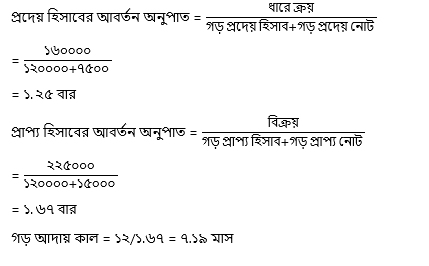 প্রদেয় হিসাবের আবর্তন অনুপাত = ধারে ক্রয়
গড় প্রদেয় হিসাব+গড় প্রদেয় নোট
= ১৬০০০০
১২০০০০+৭৫০০
= ১.২৫ বার
প্রাপ্য হিসাবের আবর্তন অনুপাত = বিক্রয়
গড় প্রাপ্য হিসাব+গড় প্রাপ্য নোট
= ২২৫০০০
১২০০০০+১৫০০০
= ১.৬৭ বার
গড় আদায় কাল = ১২/১.৬৭ = ৭.১৯ মাস